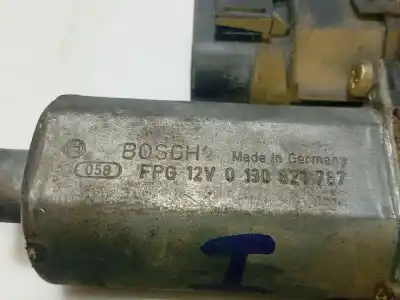 BOSCH Made in Germany
058 FPG 12V 0 130 821 787
I